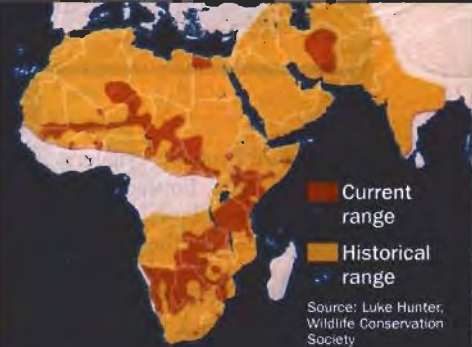 Current
range
Historical
range
Source: Luke Hunter,
Wildlife Conservation
Society